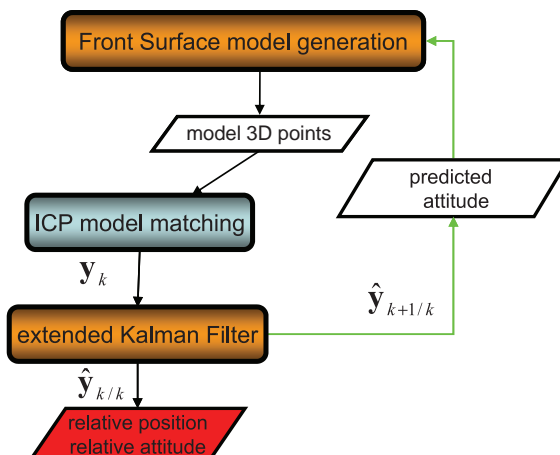 Front Surface model generation
model 3D points
predicted
attitude
ICP model matching
y_k
ŷ_{k+1/k}
extended Kalman Filter
ŷ_{k/k}
relative position
relative attitude